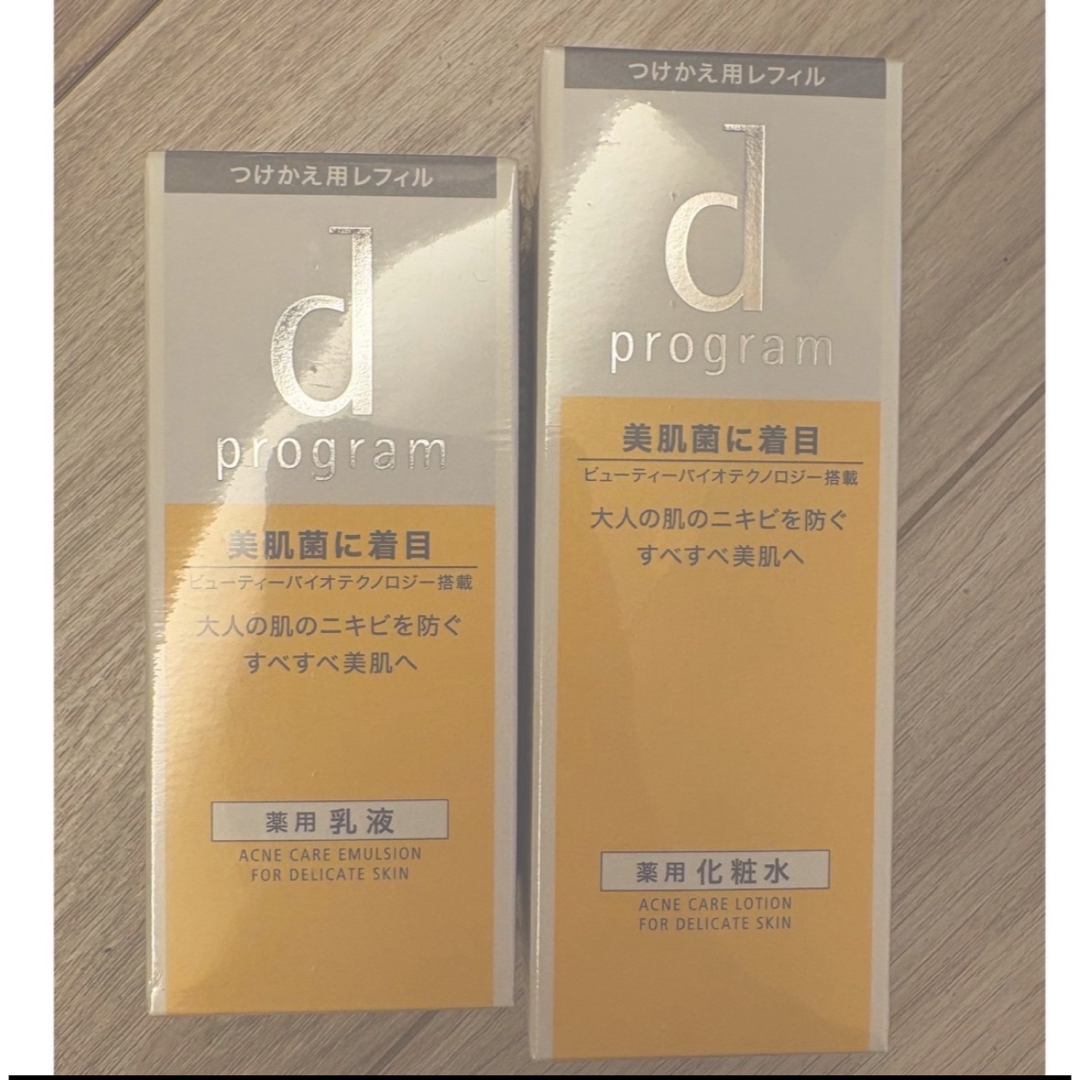 つけかえ用レフィル
d
program
美肌菌に着目
ビューティーバイオテクノロジー搭載
大人の肌のニキビを防ぐ
すべすべ美肌へ
薬用 乳液
ACNE CARE EMULSION
FOR DELICATE SKIN
つけかえ用レフィル
d
program
美肌菌に着目
ビューティーバイオテクノロジー搭載
大人の肌のニキビを防ぐ
すべすべ美肌へ
薬用 化粧水
ACNE CARE LOTION
FOR DELICATE SKIN